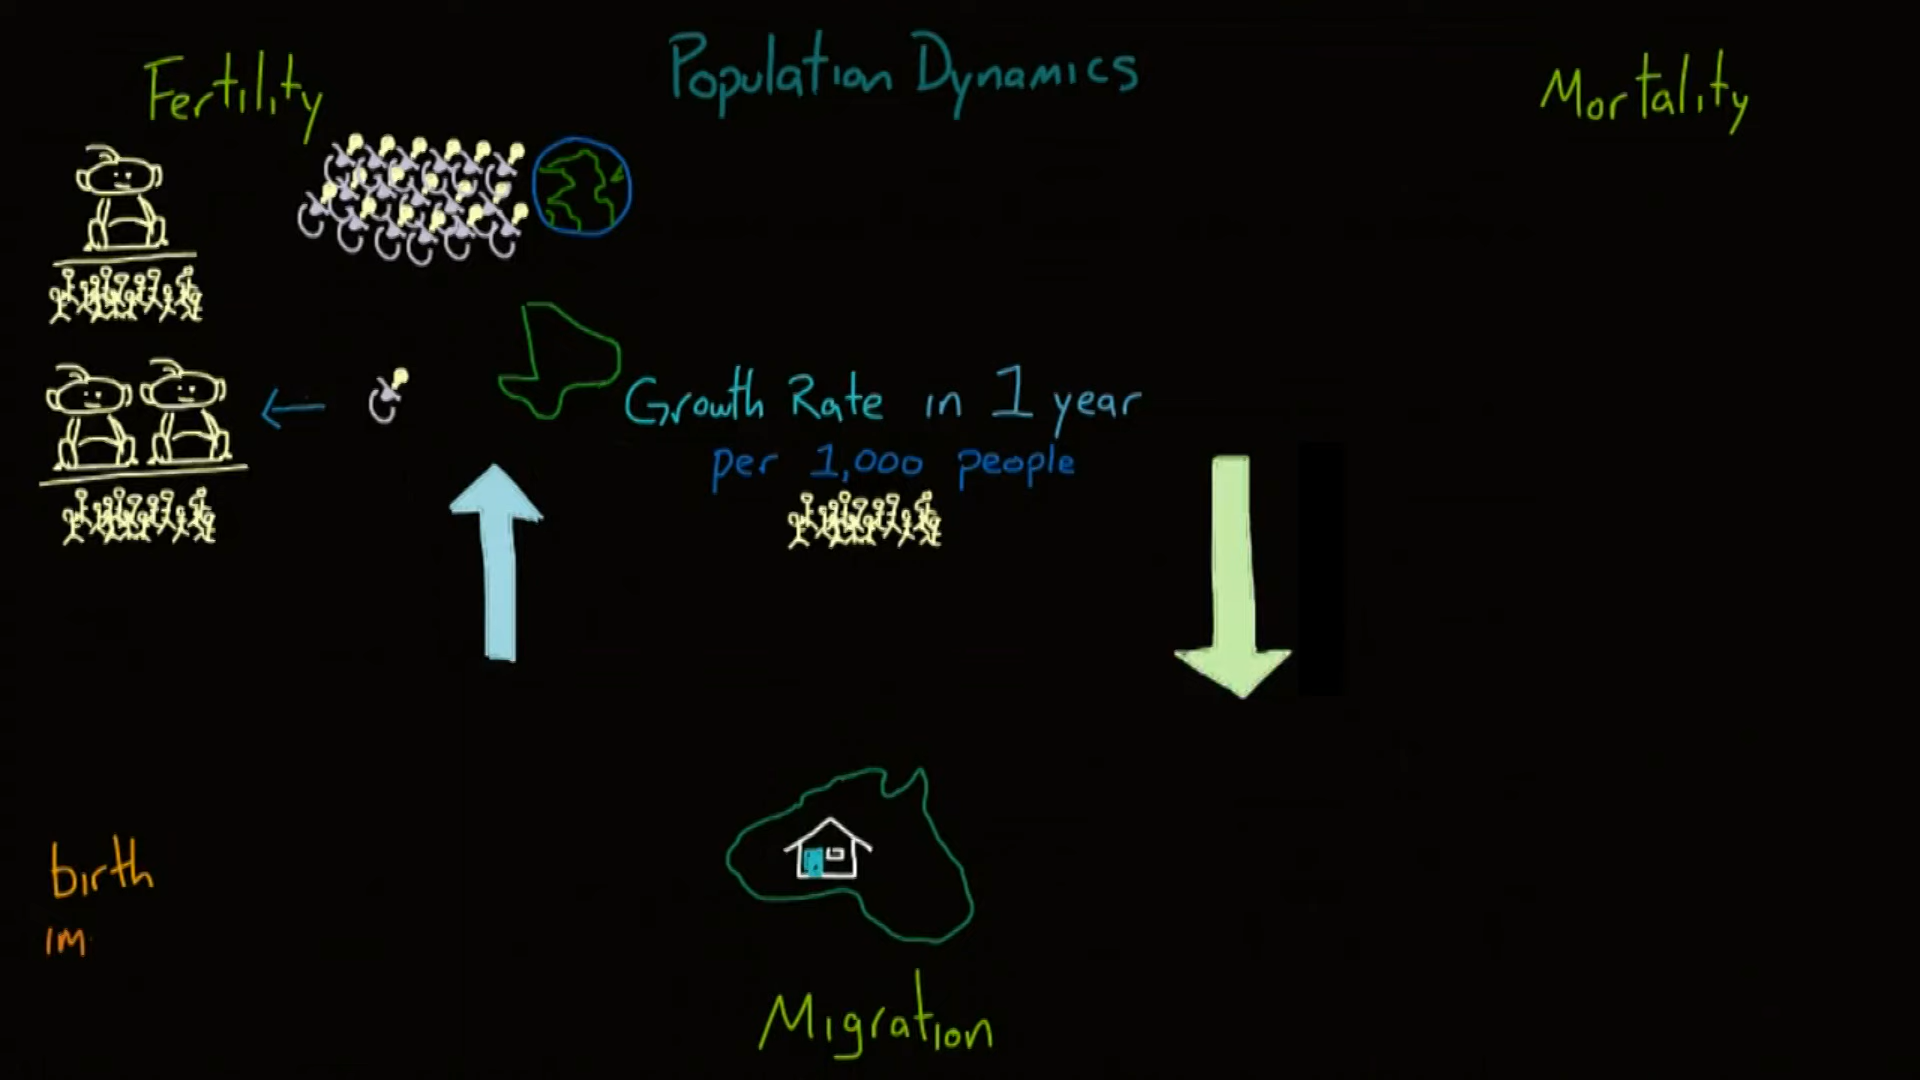 Population Dynamics
Fertility
Mortality
Growth Rate in 1 year
per 1,000 people
birth
im
Migration